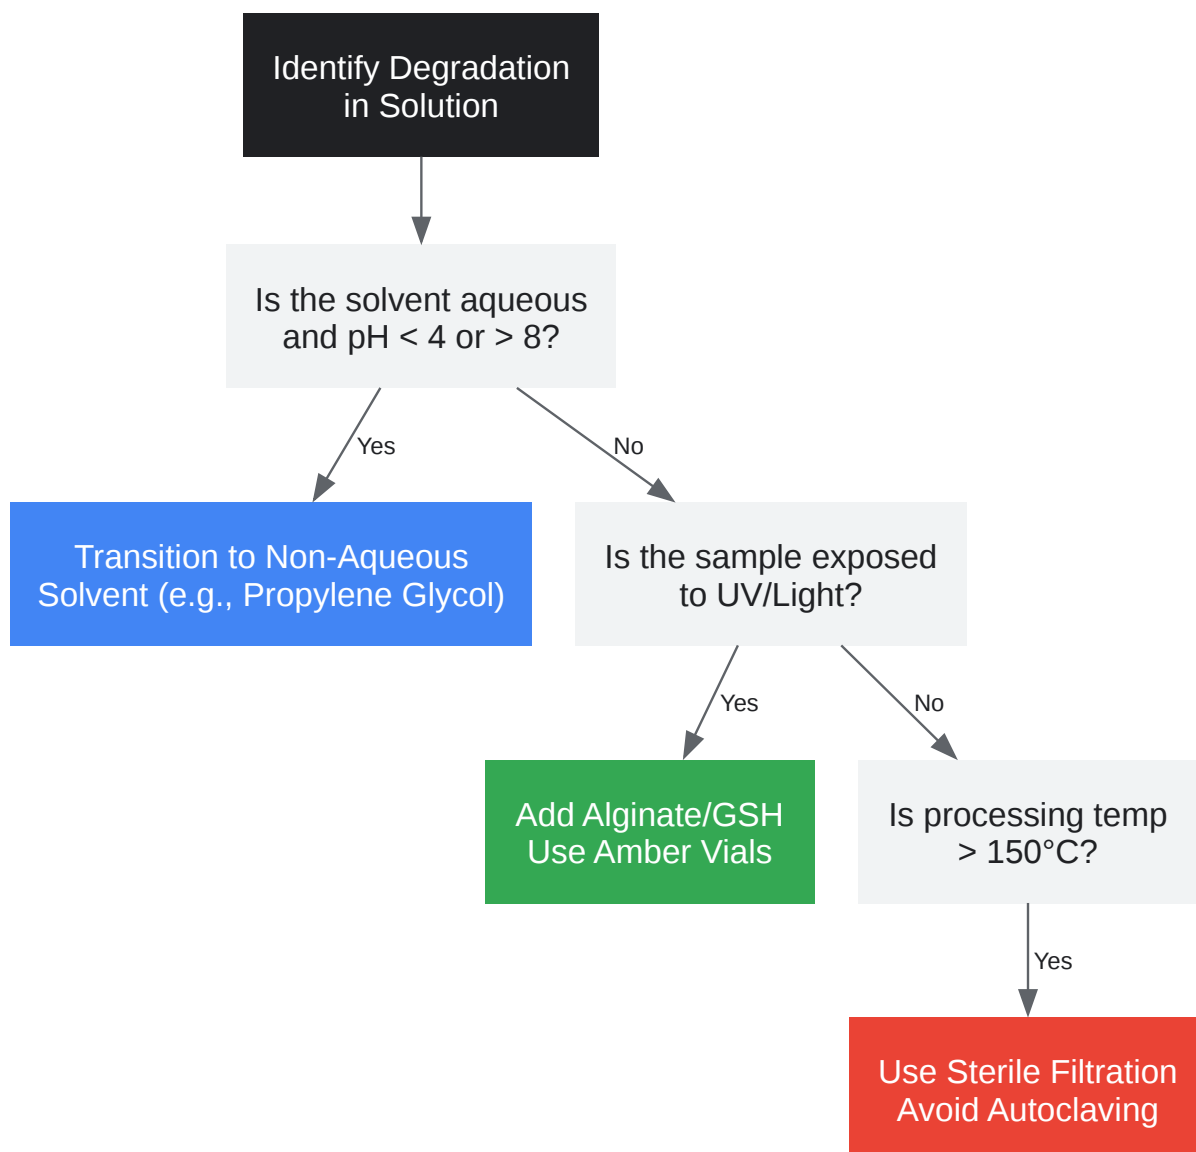 Identify Degradation
in Solution
Is the solvent aqueous
and pH < 4 or > 8?
Yes
No
Transition to Non-Aqueous
Solvent (e.g., Propylene Glycol)
Is the sample exposed
to UV/Light?
Yes
No
Add Alginate/GSH
Use Amber Vials
Is processing temp
> 150°C?
Yes
Use Sterile Filtration
Avoid Autoclaving